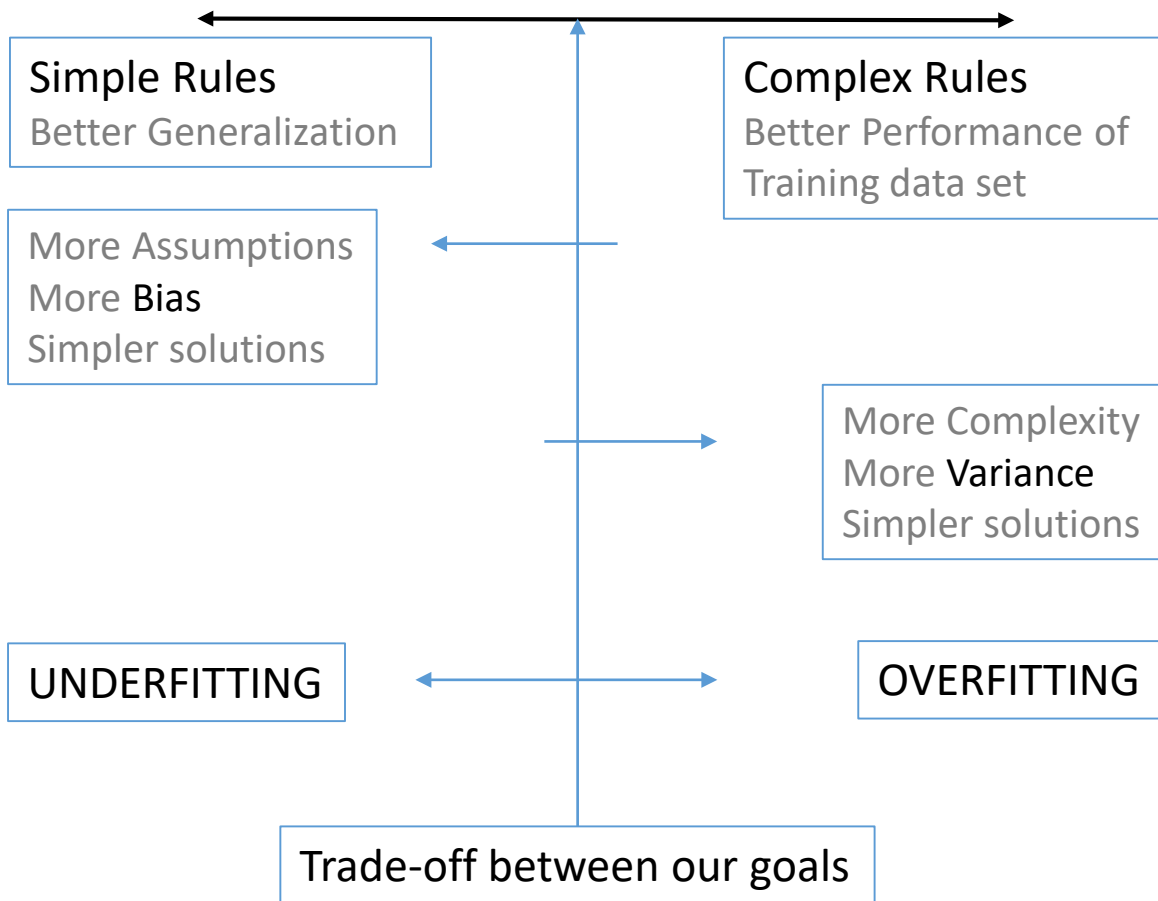 Simple Rules
Better Generalization
Complex Rules
Better Performance of
Training data set
More Assumptions
More Bias
Simpler solutions
More Complexity
More Variance
Simpler solutions
UNDERFITTING
OVERFITTING
Trade-off between our goals